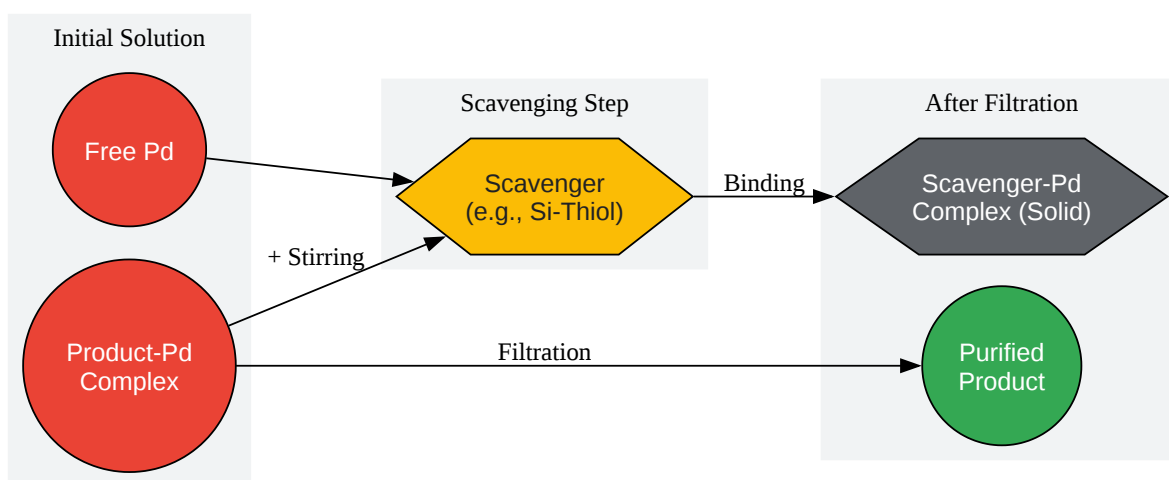 Initial Solution
Free Pd
Product-Pd
Complex
+ Stirring
Filtration
Scavenging Step
Scavenger
(e.g., Si-Thiol)
Binding
After Filtration
Scavenger-Pd
Complex (Solid)
Purified
Product